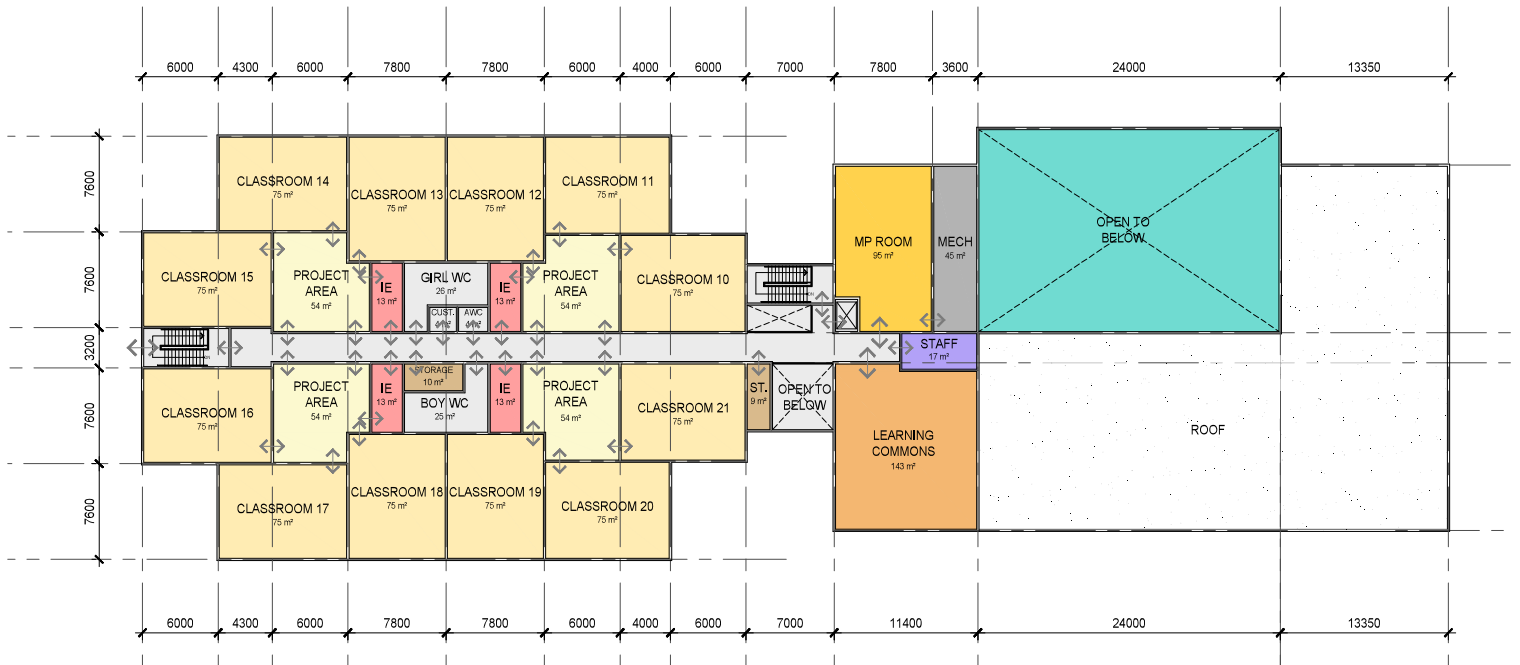 6000 4300 6000 7800 7800 6000 4000 6000 7000 7800 3600 24000 13350
7600
7600
3200
7600
7600
CLASSROOM 14
75 m²
CLASSROOM 13
75 m²
CLASSROOM 12
75 m²
CLASSROOM 11
75 m²
CLASSROOM 15
75 m²
PROJECT
AREA
54 m²
IE
13 m²
GIRL WC
26 m²
CUST.
AWC
IE
13 m²
PROJECT
AREA
54 m²
CLASSROOM 10
75 m²
MP ROOM
95 m²
MECH
45 m²
OPEN TO
BELOW
STAFF
17 m²
CLASSROOM 16
75 m²
PROJECT
AREA
54 m²
IE
13 m²
STORAGE
10 m²
BOY WC
25 m²
IE
13 m²
PROJECT
AREA
54 m²
CLASSROOM 21
75 m²
ST.
9 m²
OPEN TO
BELOW
LEARNING
COMMONS
143 m²
ROOF
CLASSROOM 17
75 m²
CLASSROOM 18
75 m²
CLASSROOM 19
75 m²
CLASSROOM 20
75 m²
6000 4300 6000 7800 7800 6000 4000 6000 7000 11400 24000 13350